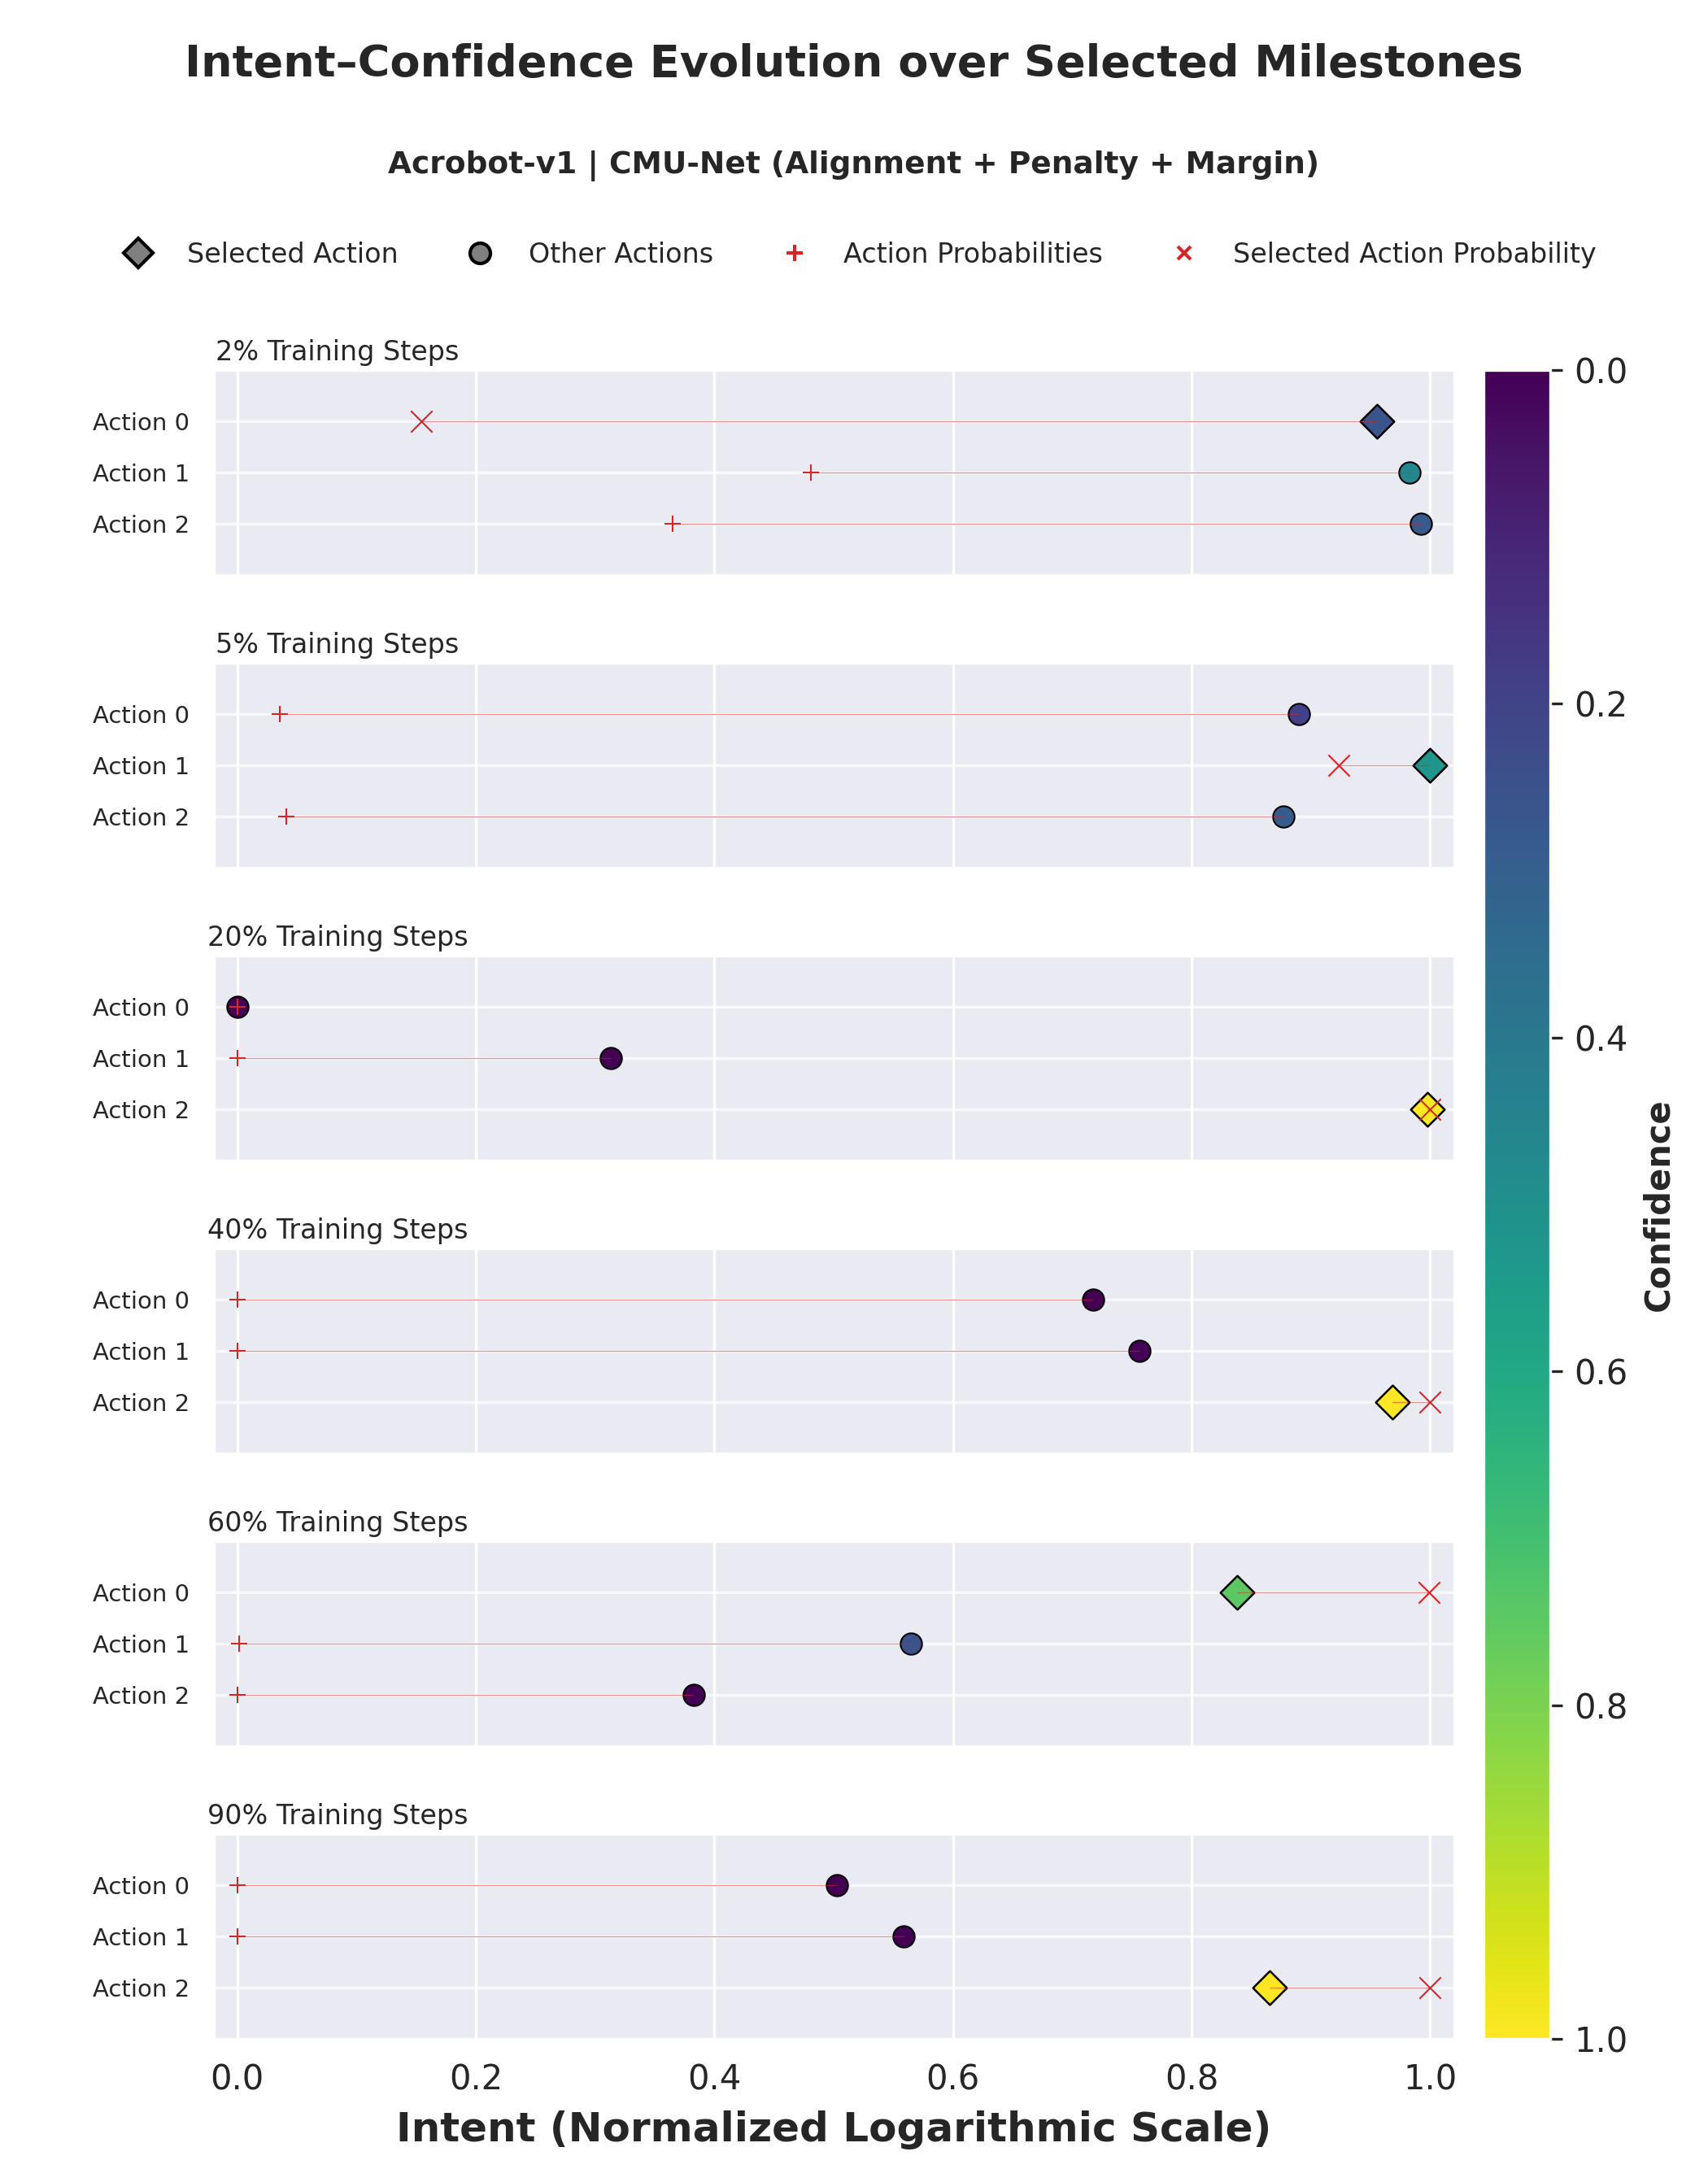 Intent–Confidence Evolution over Selected Milestones
Acrobot-v1 | CMU-Net (Alignment + Penalty + Margin)
Selected Action
Other Actions
Action Probabilities
Selected Action Probability
2% Training Steps
Action 0
Action 1
Action 2
5% Training Steps
Action 0
Action 1
Action 2
20% Training Steps
Action 0
Action 1
Action 2
40% Training Steps
Action 0
Action 1
Action 2
60% Training Steps
Action 0
Action 1
Action 2
90% Training Steps
Action 0
Action 1
Action 2
0.0
0.2
0.4
0.6
0.8
1.0
Intent (Normalized Logarithmic Scale)
0.0
0.2
0.4
0.6
0.8
1.0
Confidence